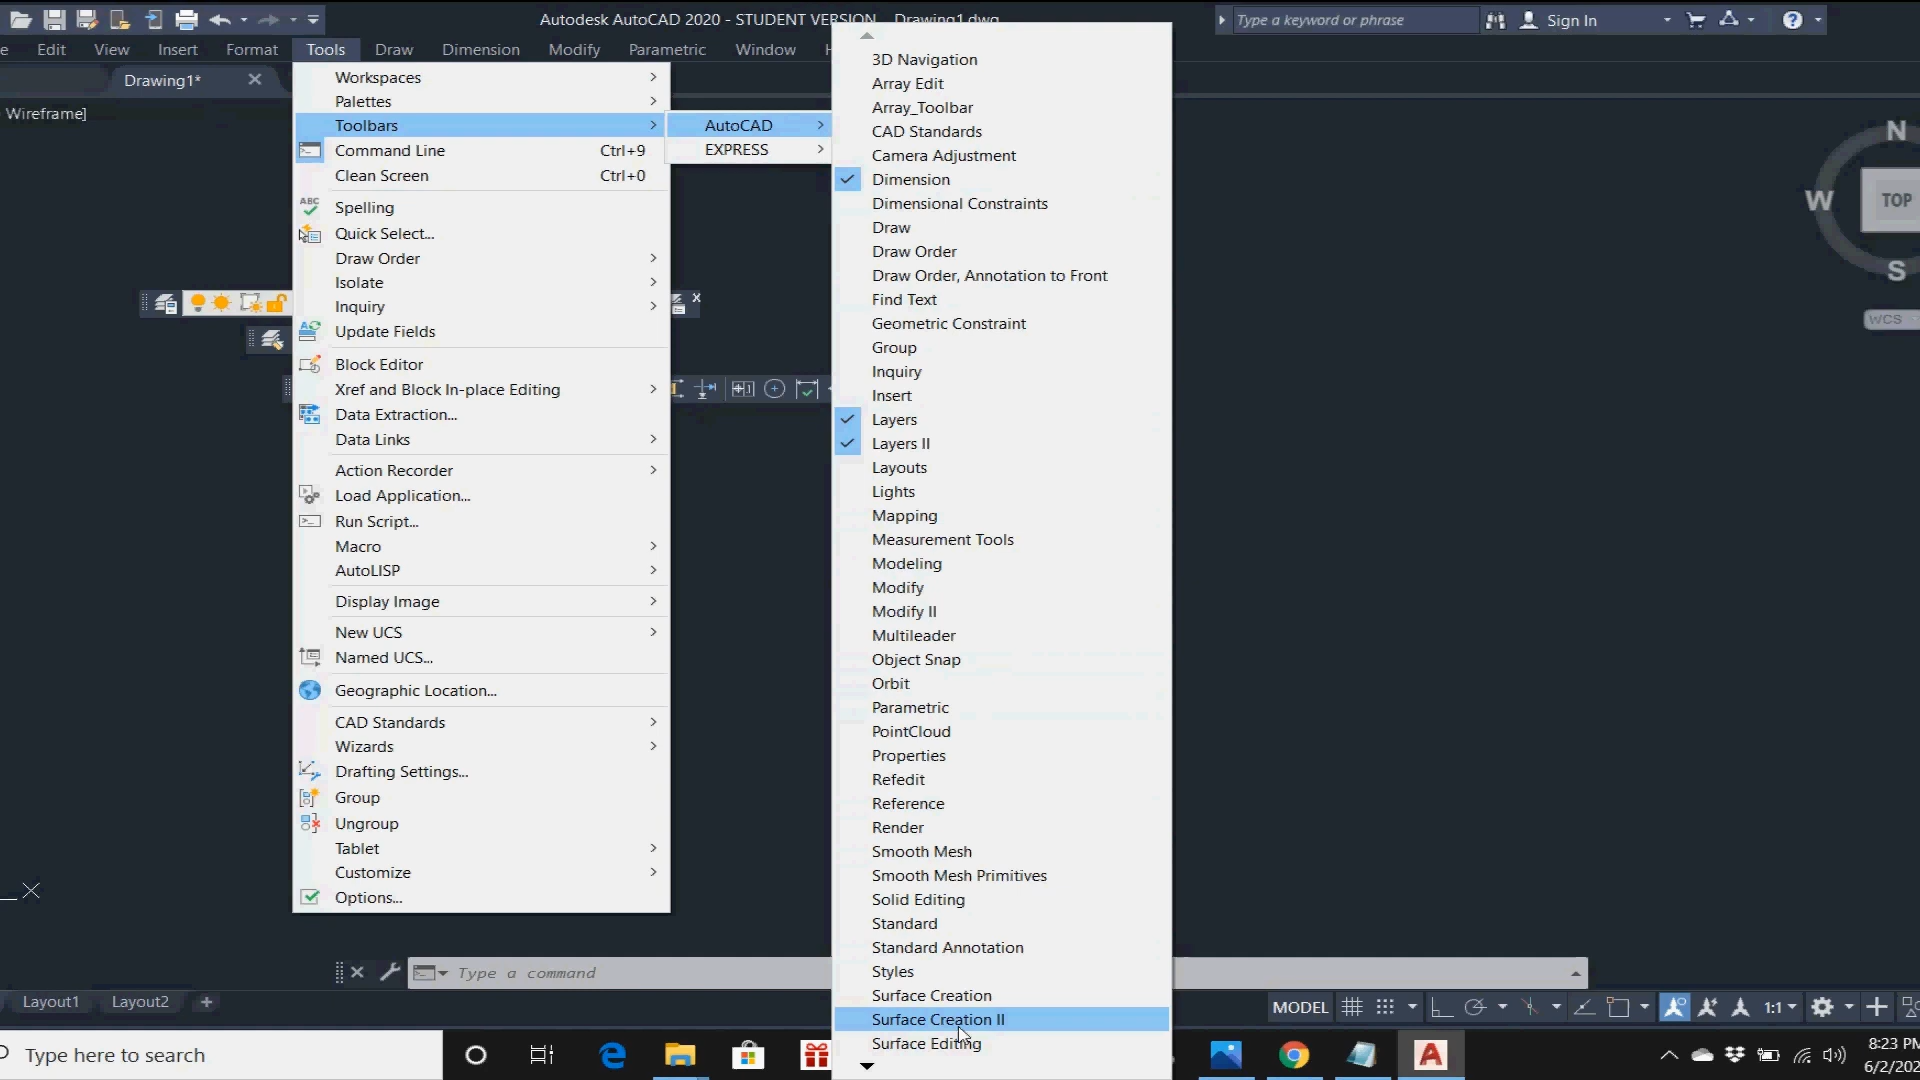 Autodesk AutoCAD 2020 - STUDENT VERSION Drawing1.dwg
Type a keyword or phrase
Sign In
e Edit View Insert Format Tools Draw Dimension Modify Parametric Window
Drawing1*
Wireframe]
Workspaces
Palettes
Toolbars
Command Line Ctrl+9
Clean Screen Ctrl+0
ABC
Spelling
Quick Select...
Draw Order
Isolate
Inquiry
Update Fields
Block Editor
Xref and Block In-place Editing
Data Extraction...
Data Links
Action Recorder
Load Application...
Run Script...
Macro
AutoLISP
Display Image
New UCS
Named UCS...
Geographic Location...
CAD Standards
Wizards
Drafting Settings...
Group
Ungroup
Tablet
Customize
Options...
AutoCAD
EXPRESS
3D Navigation
Array Edit
Array_Toolbar
CAD Standards
Camera Adjustment
Dimension
Dimensional Constraints
Draw
Draw Order
Draw Order, Annotation to Front
Find Text
Geometric Constraint
Group
Inquiry
Insert
Layers
Layers II
Layouts
Lights
Mapping
Measurement Tools
Modeling
Modify
Modify II
Multileader
Object Snap
Orbit
Parametric
PointCloud
Properties
Refedit
Reference
Render
Smooth Mesh
Smooth Mesh Primitives
Solid Editing
Standard
Standard Annotation
Styles
Surface Creation
Surface Creation II
Surface Editing
N
W
TOP
S
WCS
Type a command
Layout1 Layout2 +
MODEL
1:1
Type here to search
8:23 PM
6/2/202